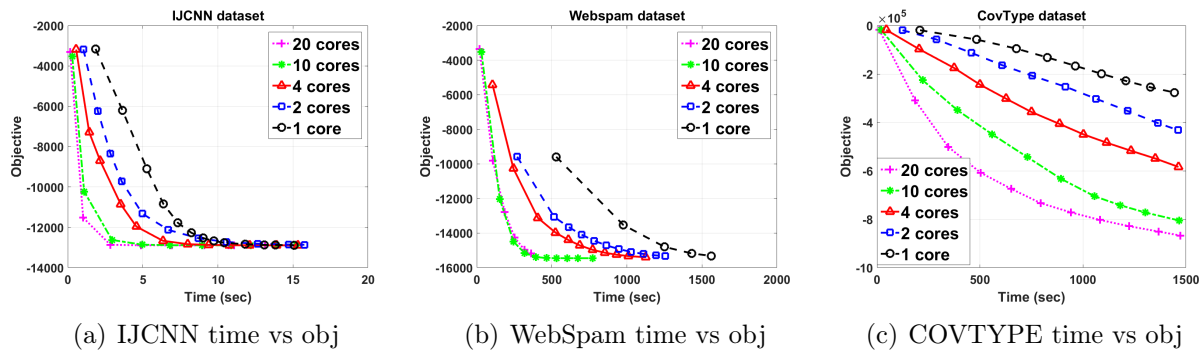 IJCNN dataset
-2000
-4000
-6000
-8000
-10000
-12000
-14000
0
5
10
15
20
Objective
Time (sec)
20 cores
10 cores
4 cores
2 cores
1 core
(a) IJCNN time vs obj
Webspam dataset
-2000
-4000
-6000
-8000
-10000
-12000
-14000
-16000
0
500
1000
1500
2000
Objective
Time (sec)
20 cores
10 cores
4 cores
2 cores
1 core
(b) WebSpam time vs obj
CovType dataset
×10⁵
-2
-4
-6
-8
-10
0
500
1000
1500
Objective
Time (sec)
20 cores
10 cores
4 cores
2 cores
1 core
(c) COVTYPE time vs obj